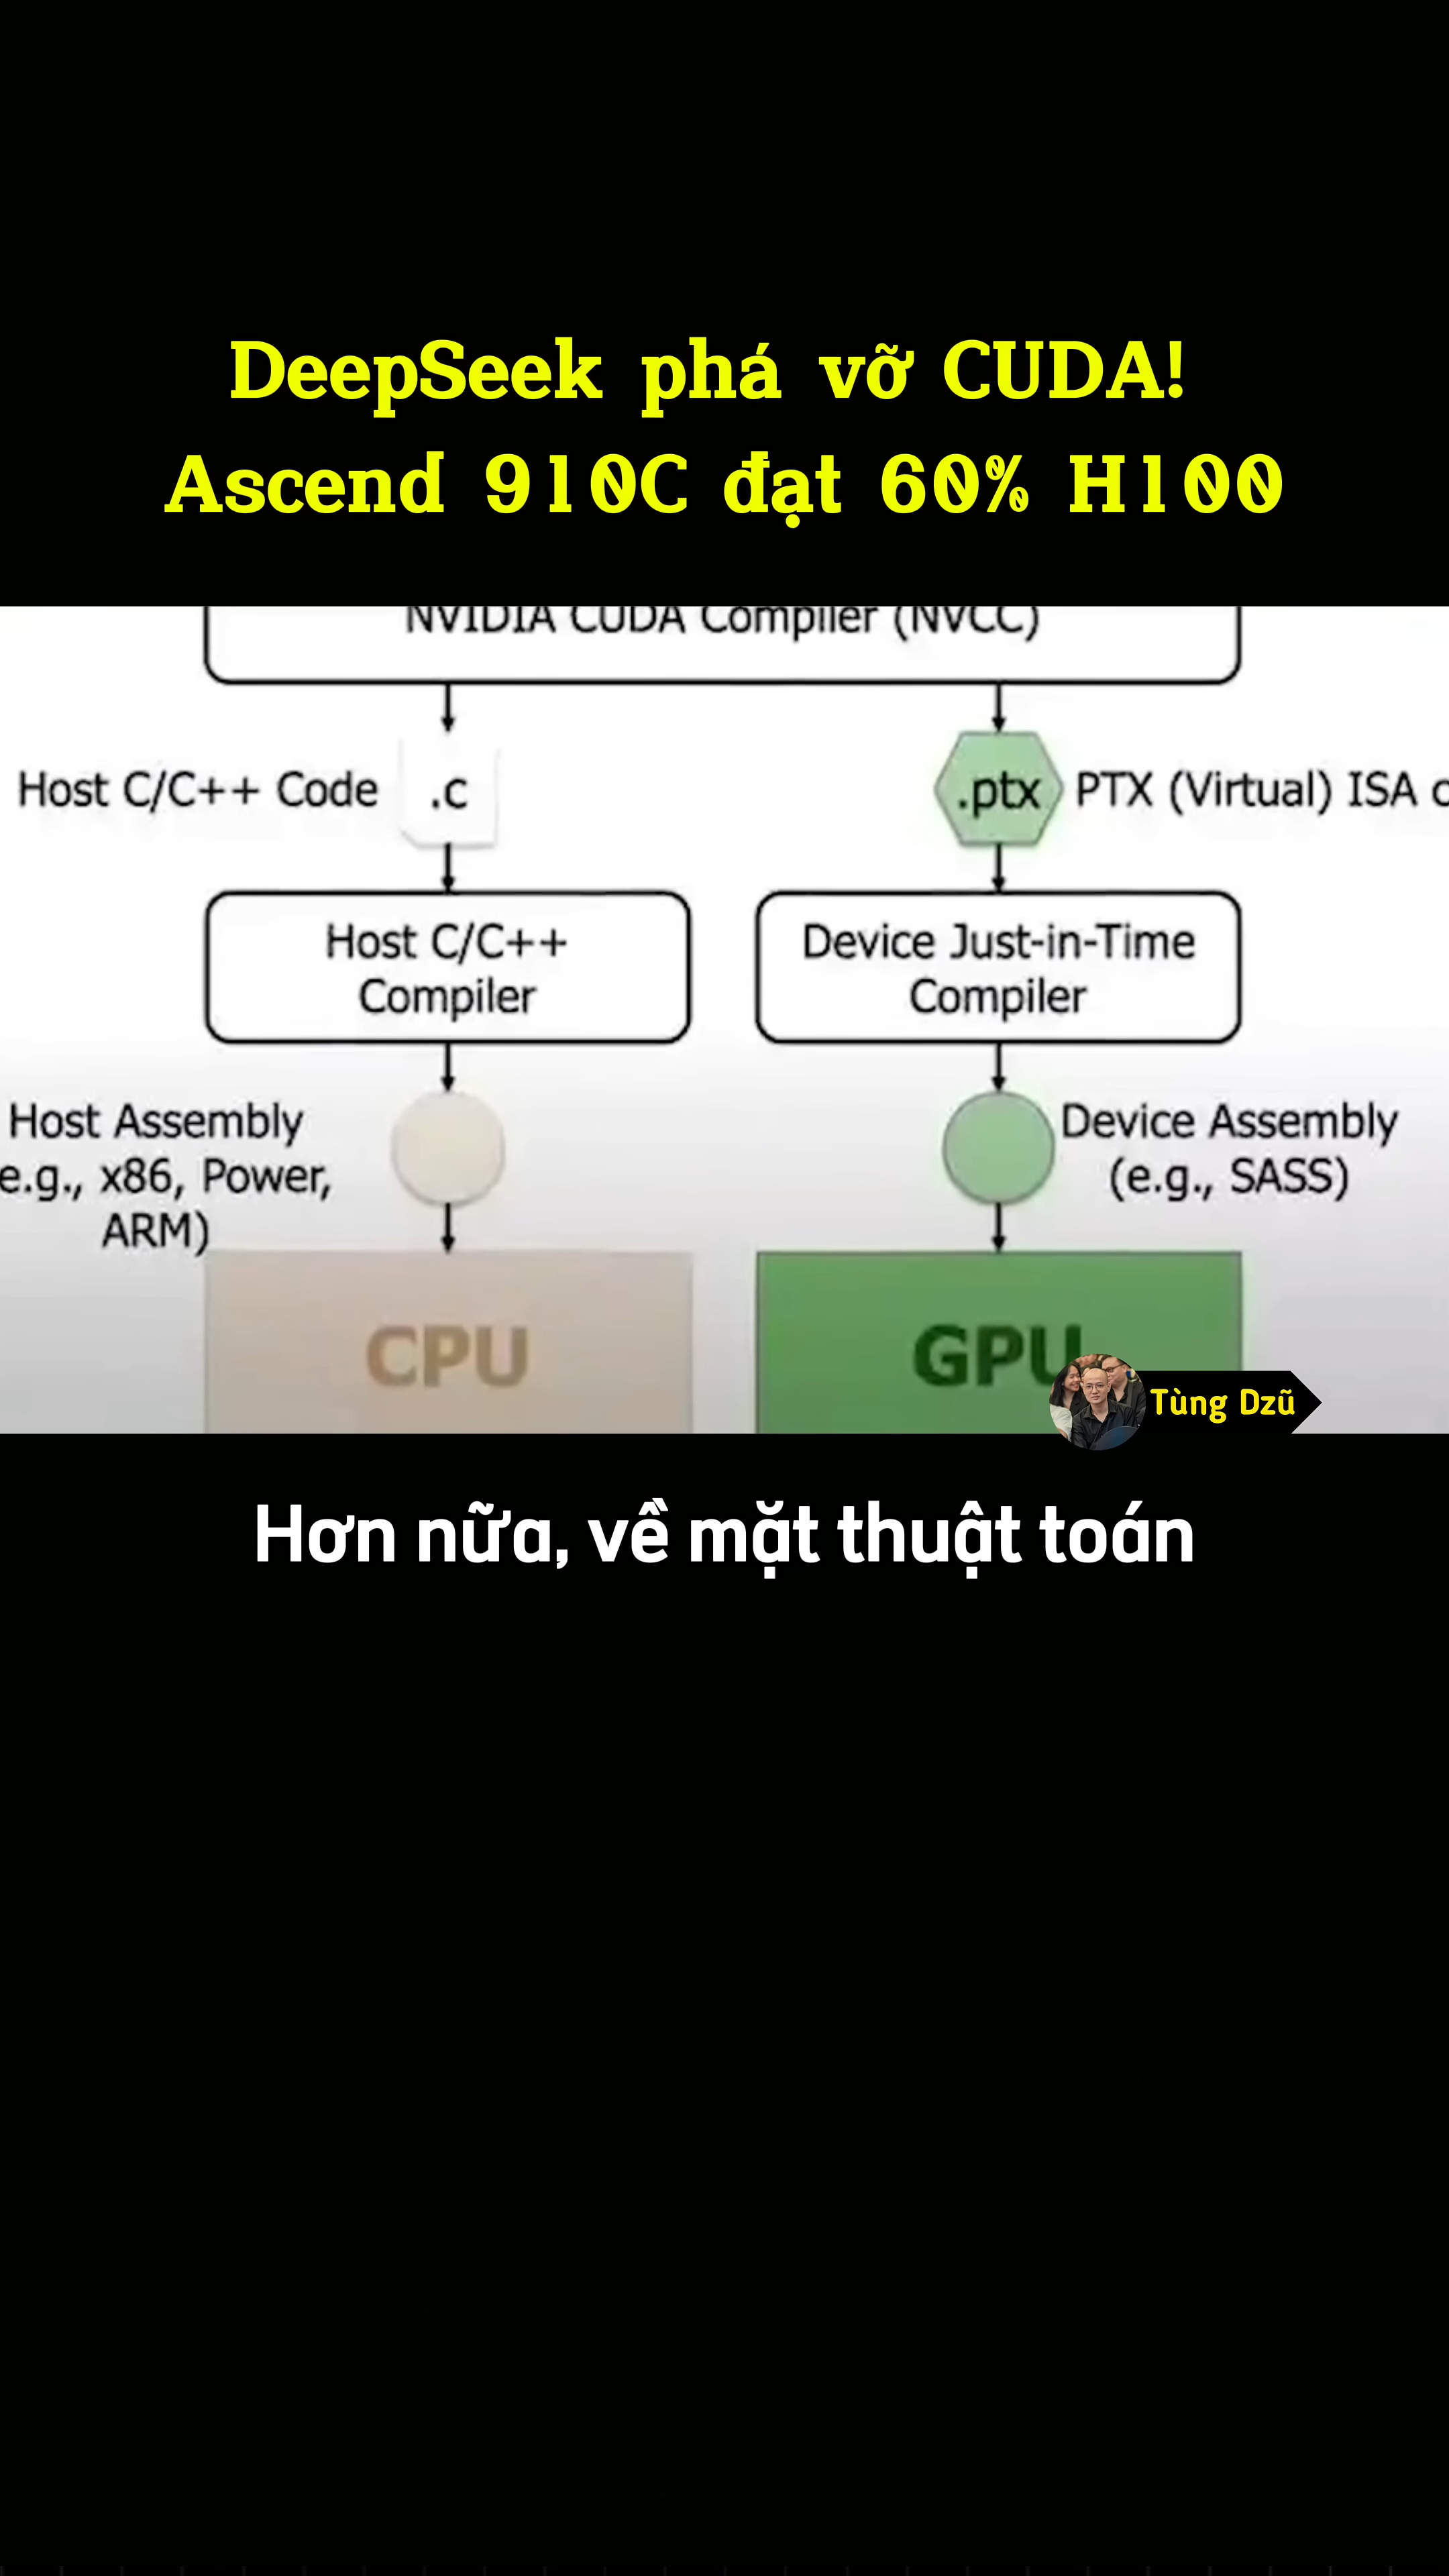 DeepSeek phá vỡ CUDA!
Ascend 910C đạt 60% H100
NVIDIA CUDA Compiler (NVCC)
Host C/C++ Code
.c
.ptx
PTX (Virtual) ISA
Host C/C++
Compiler
Device Just-in-Time
Compiler
Host Assembly
e.g., x86, Power,
ARM)
Device Assembly
(e.g., SASS)
CPU
GPU
Tùng Dzũ
Hơn nữa, về mặt thuật toán